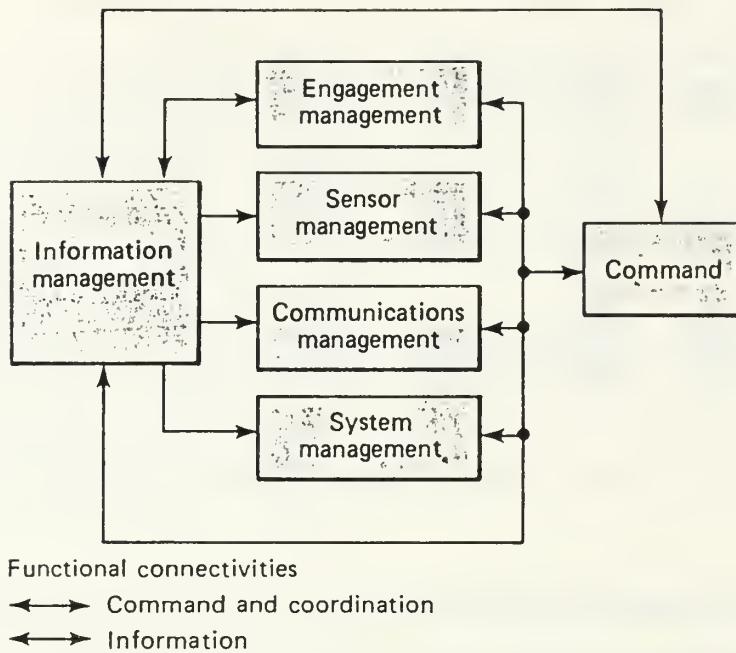 Engagement
management
Sensor
management
Information
management
Command
Communications
management
System
management
Functional connectivities
Command and coordination
Information